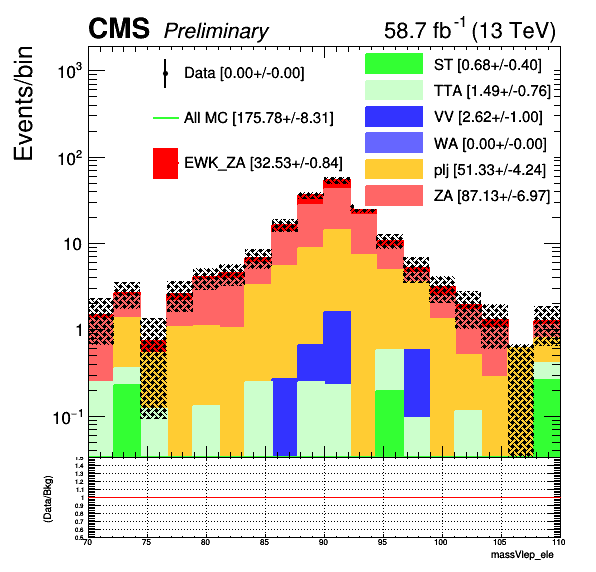 CMS Preliminary 58.7 fb⁻¹ (13 TeV)
Events/bin
Data [0.00+/-0.00]
All MC [175.78+/-8.31]
EWK_ZA [32.53+/-0.84]
ST [0.68+/-0.40]
TTA [1.49+/-0.76]
VV [2.62+/-1.00]
WA [0.00+/-0.00]
plj [51.33+/-4.24]
ZA [87.13+/-6.97]
10³
10²
10
1
10⁻¹
(Data/Bkg)
1.5
1.4
1.3
1.2
1.1
1
0.9
0.8
0.7
0.6
0.5
70 75 80 85 90 95 100 105 110
massVlep_ele